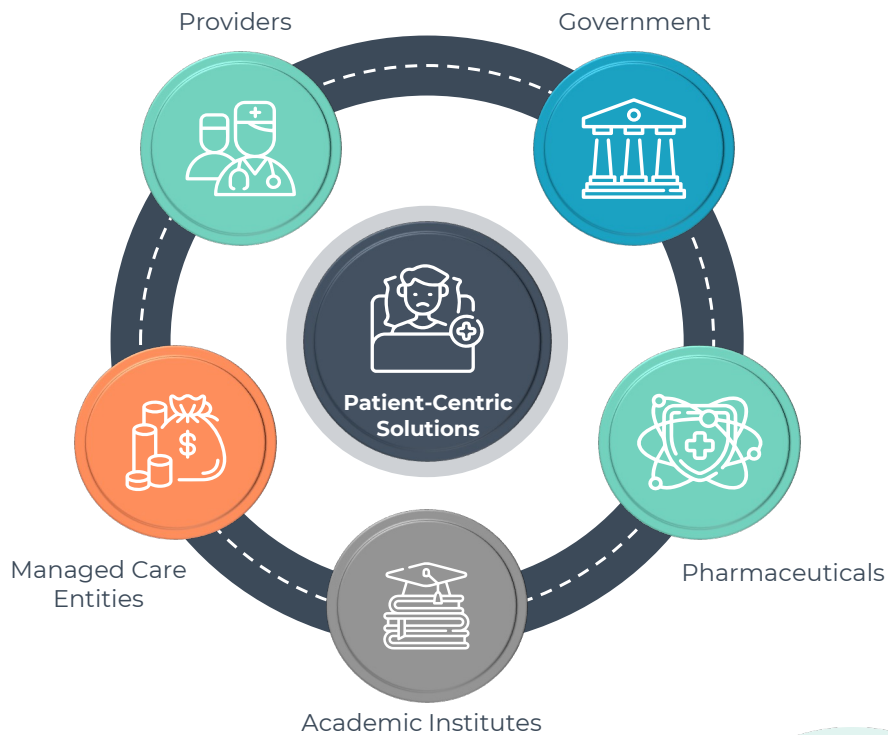 Providers
Government
Patient-Centric
Solutions
$
Managed Care
Entities
Pharmaceuticals
Academic Institutes